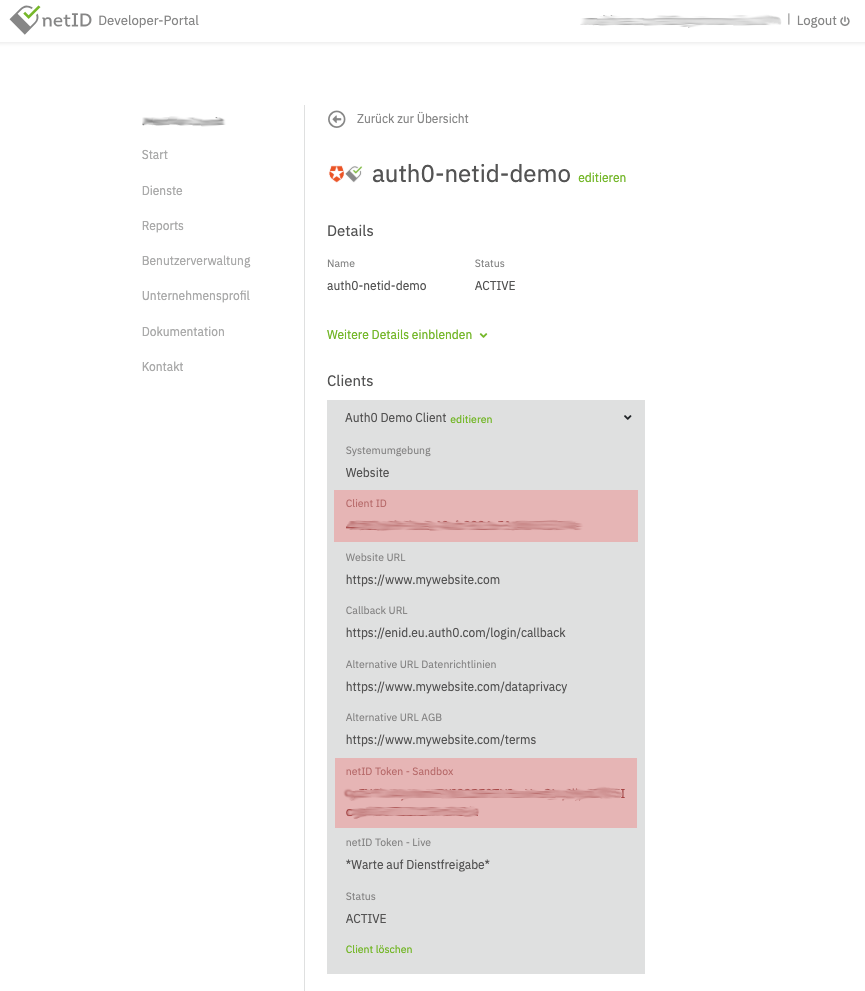 netID Developer-Portal
| Logout
Start
Dienste
Reports
Benutzerverwaltung
Unternehmensprofil
Dokumentation
Kontakt
Zurück zur Übersicht
auth0-netid-demo editieren
Details
Name Status
auth0-netid-demo ACTIVE
Weitere Details einblenden
Clients
Auth0 Demo Client editieren
Systemumgebung
Website
Client ID
Website URL
https://www.mywebsite.com
Callback URL
https://enid.eu.auth0.com/login/callback
Alternative URL Datenrichtlinien
https://www.mywebsite.com/dataprivacy
Alternative URL AGB
https://www.mywebsite.com/terms
netID Token - Sandbox
netID Token - Live
*Warte auf Dienstfreigabe*
Status
ACTIVE
Client löschen